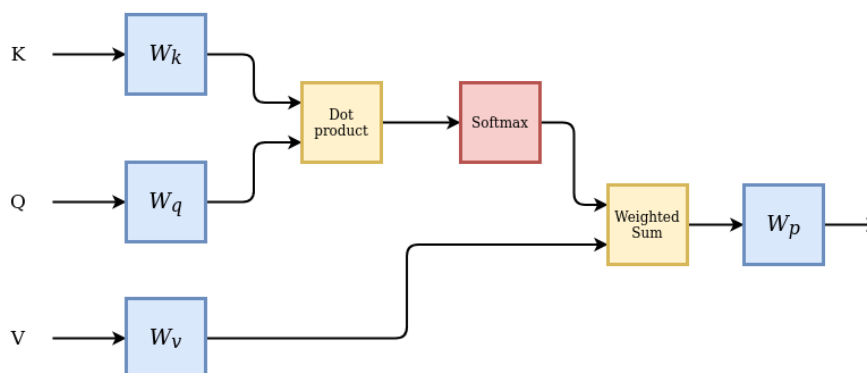 K
W_k
Dot
product
Softmax
Q
W_q
Weighted
Sum
W_p
V
W_v